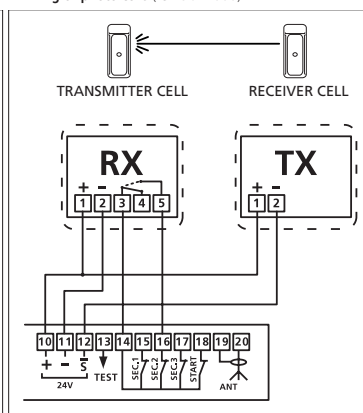 TRANSMITTER CELL
RECEIVER CELL
RX
TX
+ −
+ −
1 2 3 4 5
1 2
10 11 12 13 14 15 16 17 18 19 20
+ − − S
24V
TEST
SEC.1
SEC.2
SEC.3
START
ANT